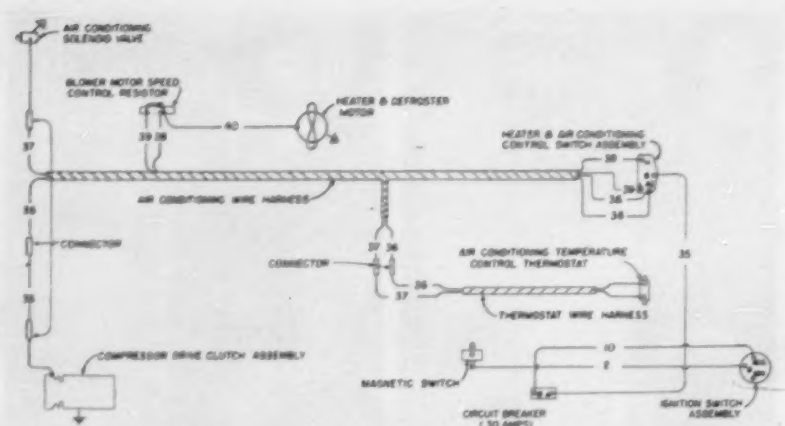 AIR CONDITIONING
SOLENOID VALVE
BLOWER MOTOR SPEED
CONTROL RESISTOR
HEATER & DEFROSTER
MOTOR
40
39
38
37
HEATER & AIR CONDITIONING
CONTROL SWITCH ASSEMBLY
38
39
36
38
AIR CONDITIONING WIRE HARNESS
36
CONNECTOR
37
36
35
CONNECTOR
36
37
AIR CONDITIONING TEMPERATURE
CONTROL THERMOSTAT
THERMOSTAT WIRE HARNESS
COMPRESSOR DRIVE CLUTCH ASSEMBLY
10
2
MAGNETIC SWITCH
CIRCUIT BREAKER
(30 AMPS)
IGNITION SWITCH
ASSEMBLY